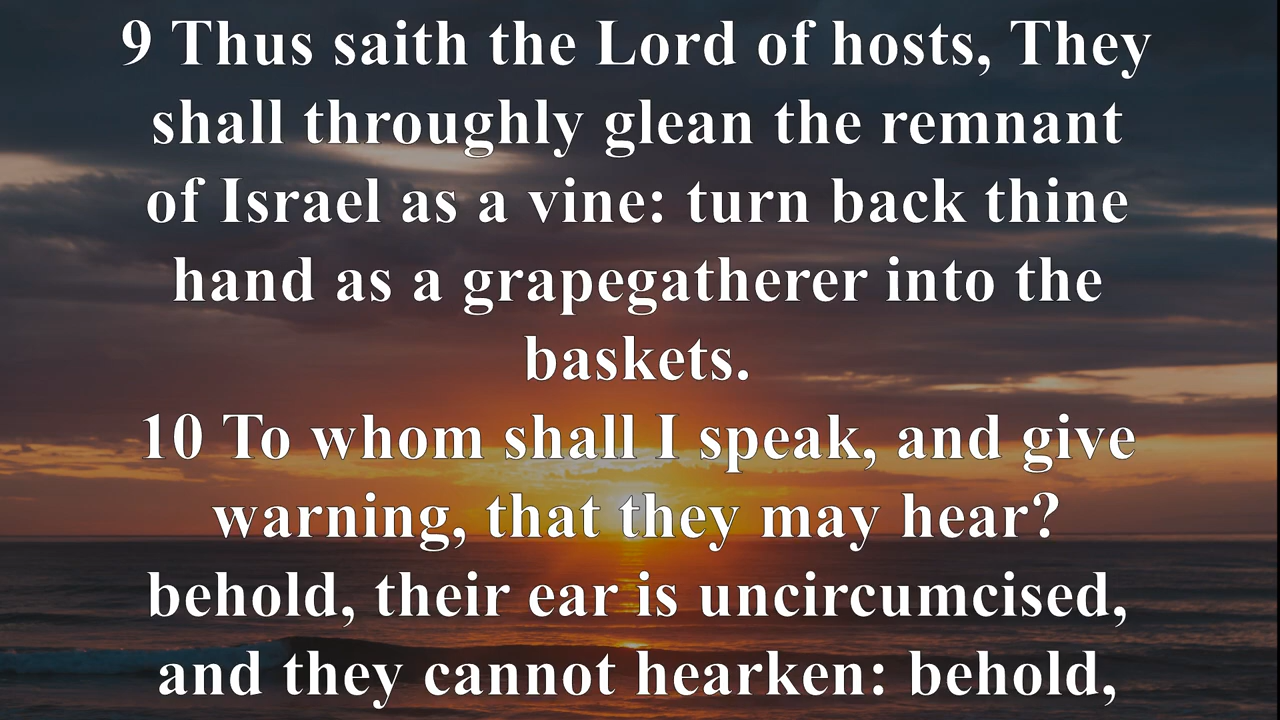 9 Thus saith the Lord of hosts, They
shall throughly glean the remnant
of Israel as a vine: turn back thine
hand as a grapegatherer into the
baskets.
10 To whom shall I speak, and give
warning, that they may hear?
behold, their ear is uncircumcised,
and they cannot hearken: behold,